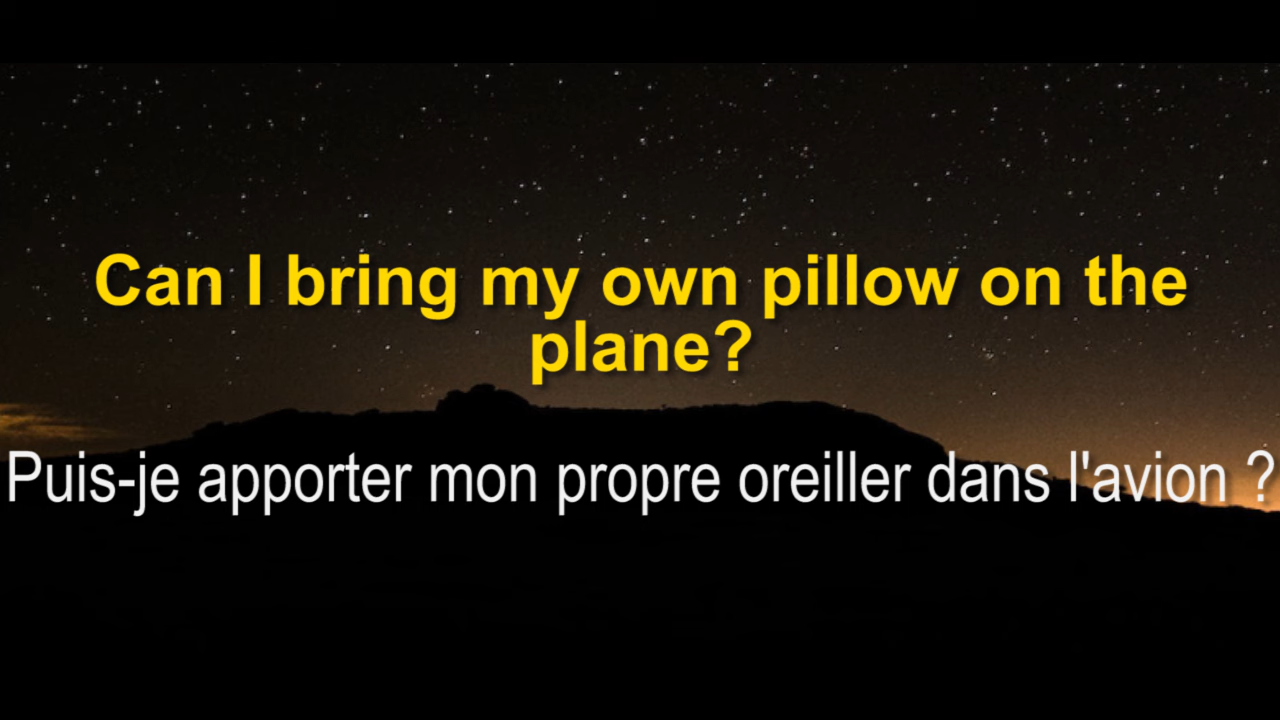 Can I bring my own pillow on the
plane?
Puis-je apporter mon propre oreiller dans l'avion ?